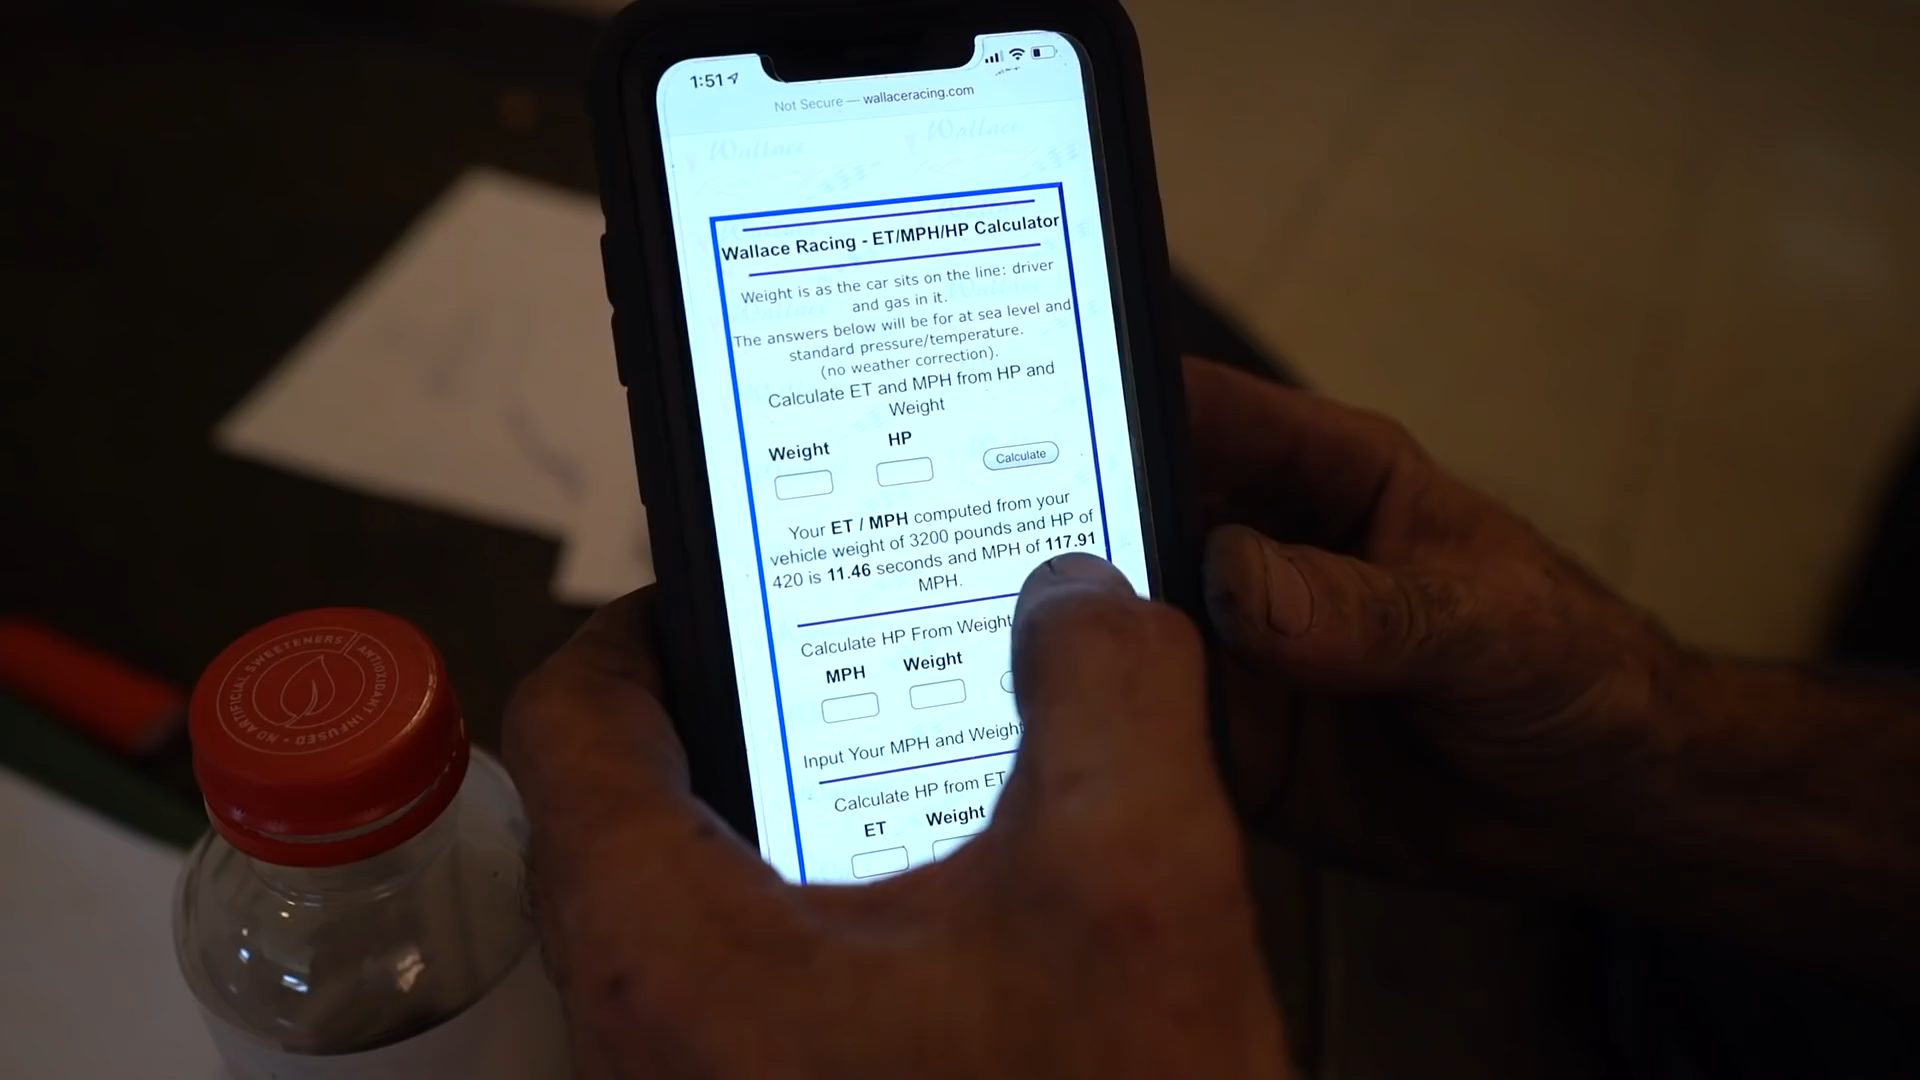 1:51
Not Secure — wallaceracing.com
Wallace
Wallace
Wallace Racing - ET/MPH/HP Calculator
Weight is as the car sits on the line: driver
and gas in it.
The answers below will be for at sea level and
standard pressure/temperature.
(no weather correction).
Calculate ET and MPH from HP and
Weight
Weight HP
Calculate
Your ET / MPH computed from your
vehicle weight of 3200 pounds and HP of
420 is 11.46 seconds and MPH of 117.91
MPH.
Calculate HP From Weight
MPH Weight
Input Your MPH and Weight
Calculate HP from ET
ET Weight
NO ARTIFICIAL SWEETENERS
ANTIOXIDANT INFUSED •